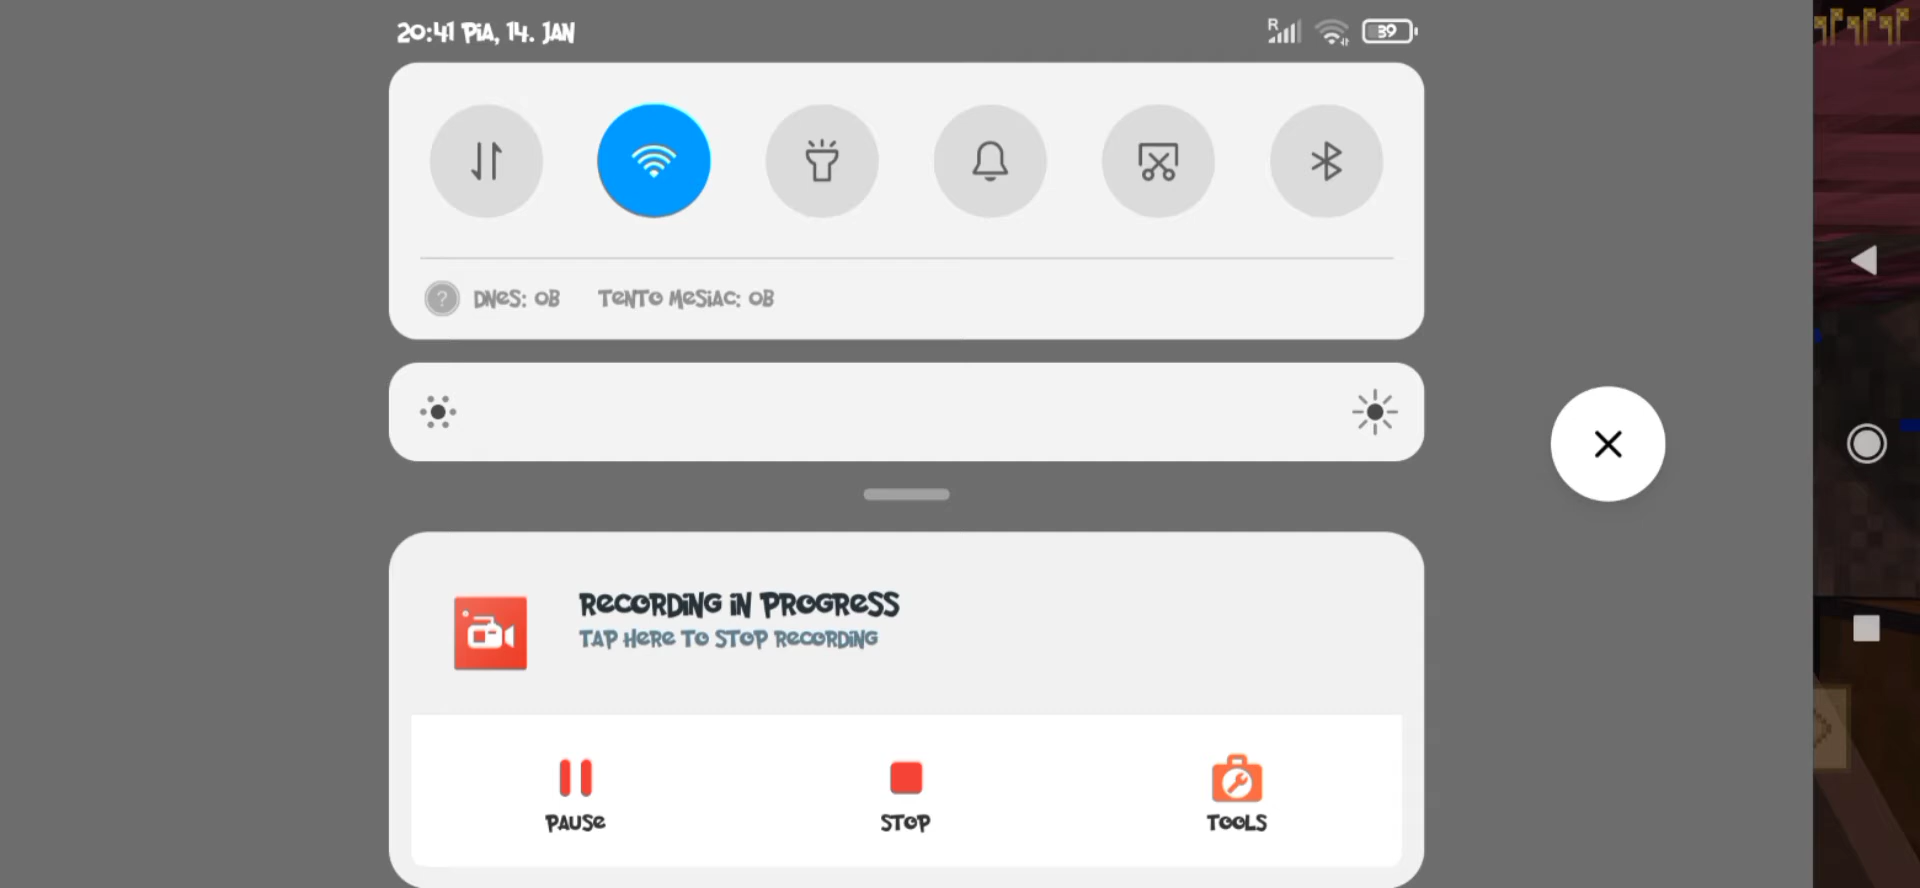 20:41 Pia, 14. jan
R
39
? Dnes: 0B Tento mesiac: 0B
Recording in Progress
Tap here to stop recording
PAUSE STOP TOOLS